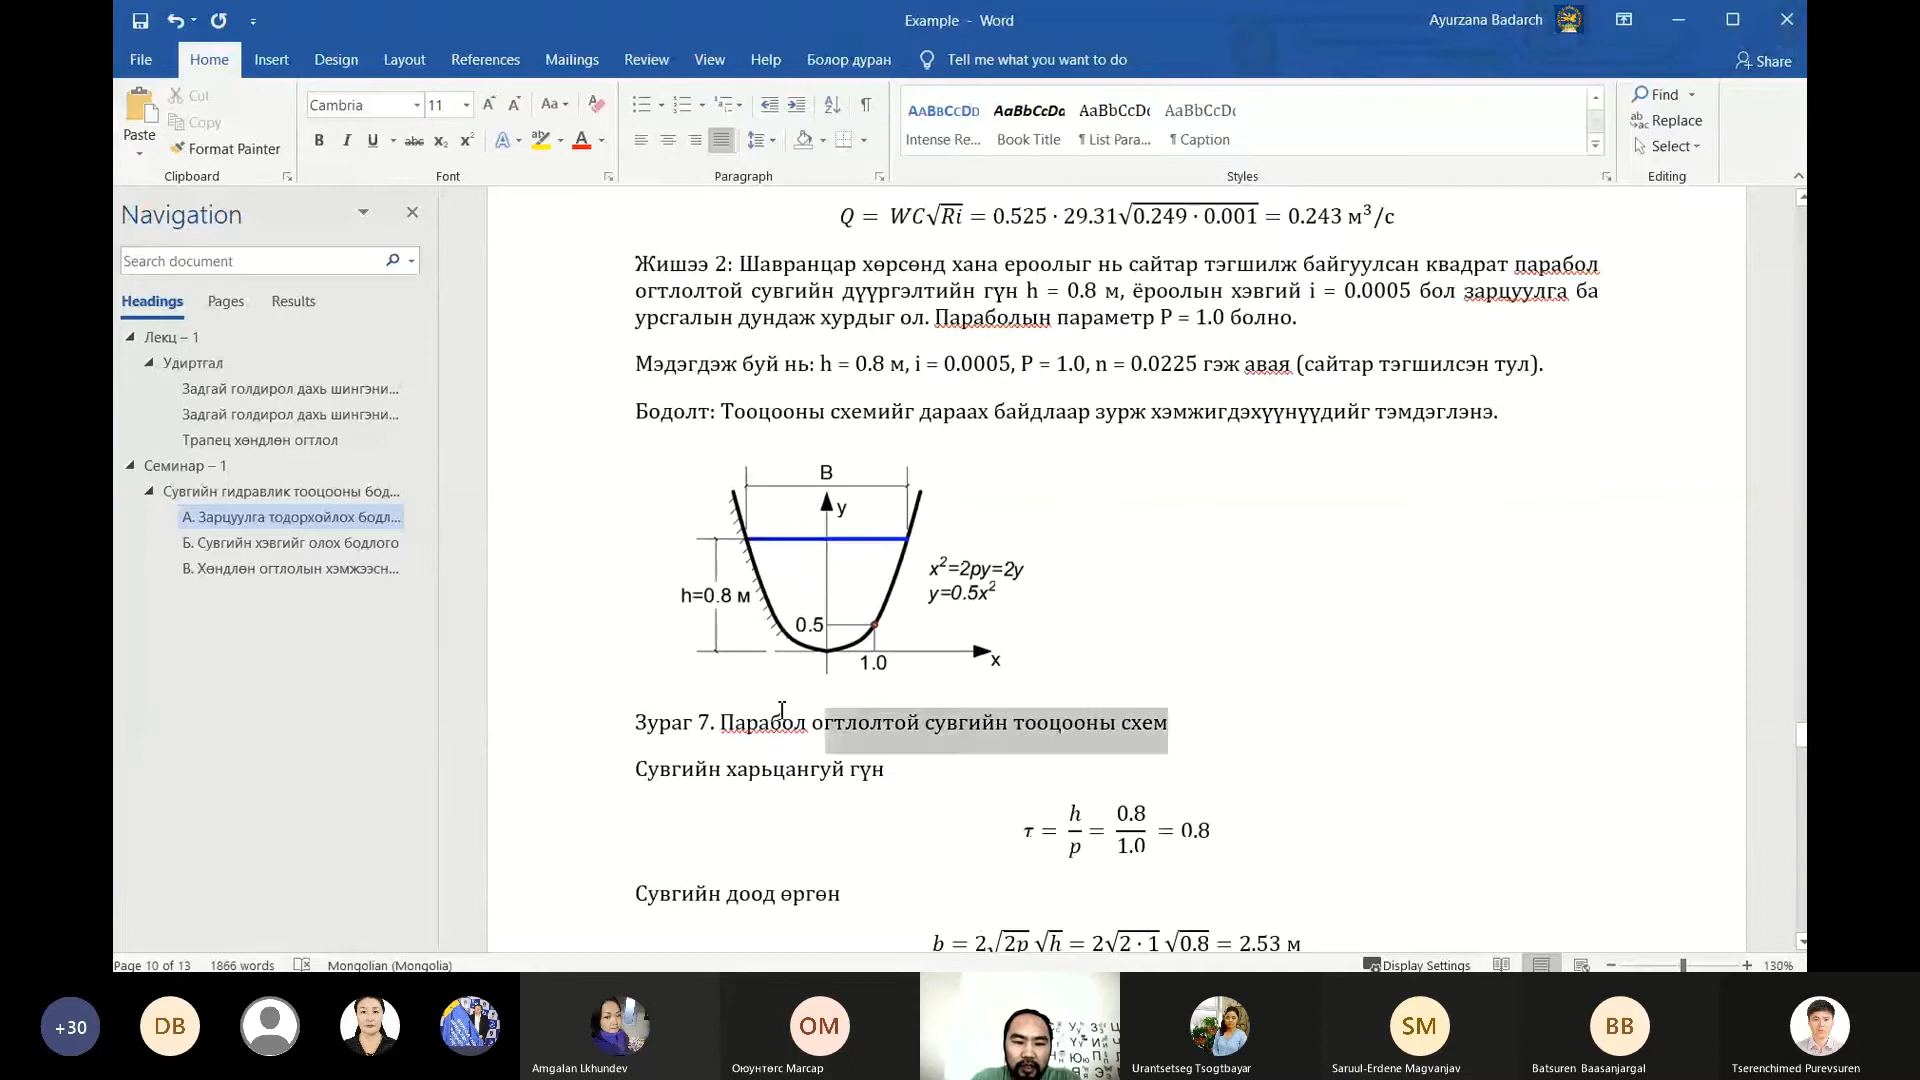 Example - Word
Ayurzana Badarch
File Home Insert Design Layout References Mailings Review View Help Болор дуран Tell me what you want to do Share
Paste
Cut
Copy
Format Painter
Clipboard
Cambria 11
Font
Paragraph
AABBCCDD AaBbCcDd AaBbCcDc AaBbCcDc
Intense Re... Book Title ¶ List Para... ¶ Caption
Styles
Find
Replace
Select
Editing
Navigation
Search document
Headings Pages Results
Лекц – 1
Удиртгал
Задгай голдирол дахь шингэни...
Задгай голдирол дахь шингэни...
Трапец хөндлөн огтлол
Семинар – 1
Сувгийн гидравлик тооцооны бод...
А. Зарцуулга тодорхойлох бодл...
Б. Сувгийн хэвгийг олох бодлого
В. Хөндлөн огтлолын хэмжээсн...
Q = WC√Ri = 0.525 · 29.31√0.249 · 0.001 = 0.243 м³/с
Жишээ 2: Шавранцар хөрсөнд хана ероолыг нь сайтар тэгшилж байгуулсан квадрат парабол
огтлолтой сувгийн дүүргэлтийн гүн h = 0.8 м, ёроолын хэвгий i = 0.0005 бол зарцуулга ба
урсгалын дундаж хурдыг ол. Параболын параметр P = 1.0 болно.
Мэдэгдэж буй нь: h = 0.8 м, i = 0.0005, P = 1.0, n = 0.0225 гэж авая (сайтар тэгшилсэн тул).
Бодолт: Тооцооны схемийг дараах байдлаар зурж хэмжигдэхүүнүүдийг тэмдэглэнэ.
B
y
x²=2py=2y
y=0.5x²
h=0.8 м
0.5
1.0
x
Зураг 7. Парабол огтлолтой сувгийн тооцооны схем
Сувгийн харьцангуй гүн
τ = h/p = 0.8/1.0 = 0.8
Сувгийн доод өргөн
b = 2√2p √h = 2√2 · 1 √0.8 = 2.53 м
Page 10 of 13 1866 words Mongolian (Mongolia) Display Settings 130%
+30
DB
OM
SM
BB
Amgalan Lkhundev
Оюунтөгс Магсар
Urantsetseg Tsogtbayar
Saruul-Erdene Magvanjav
Batsuren Baasanjargal
Tserenchimed Purevsuren